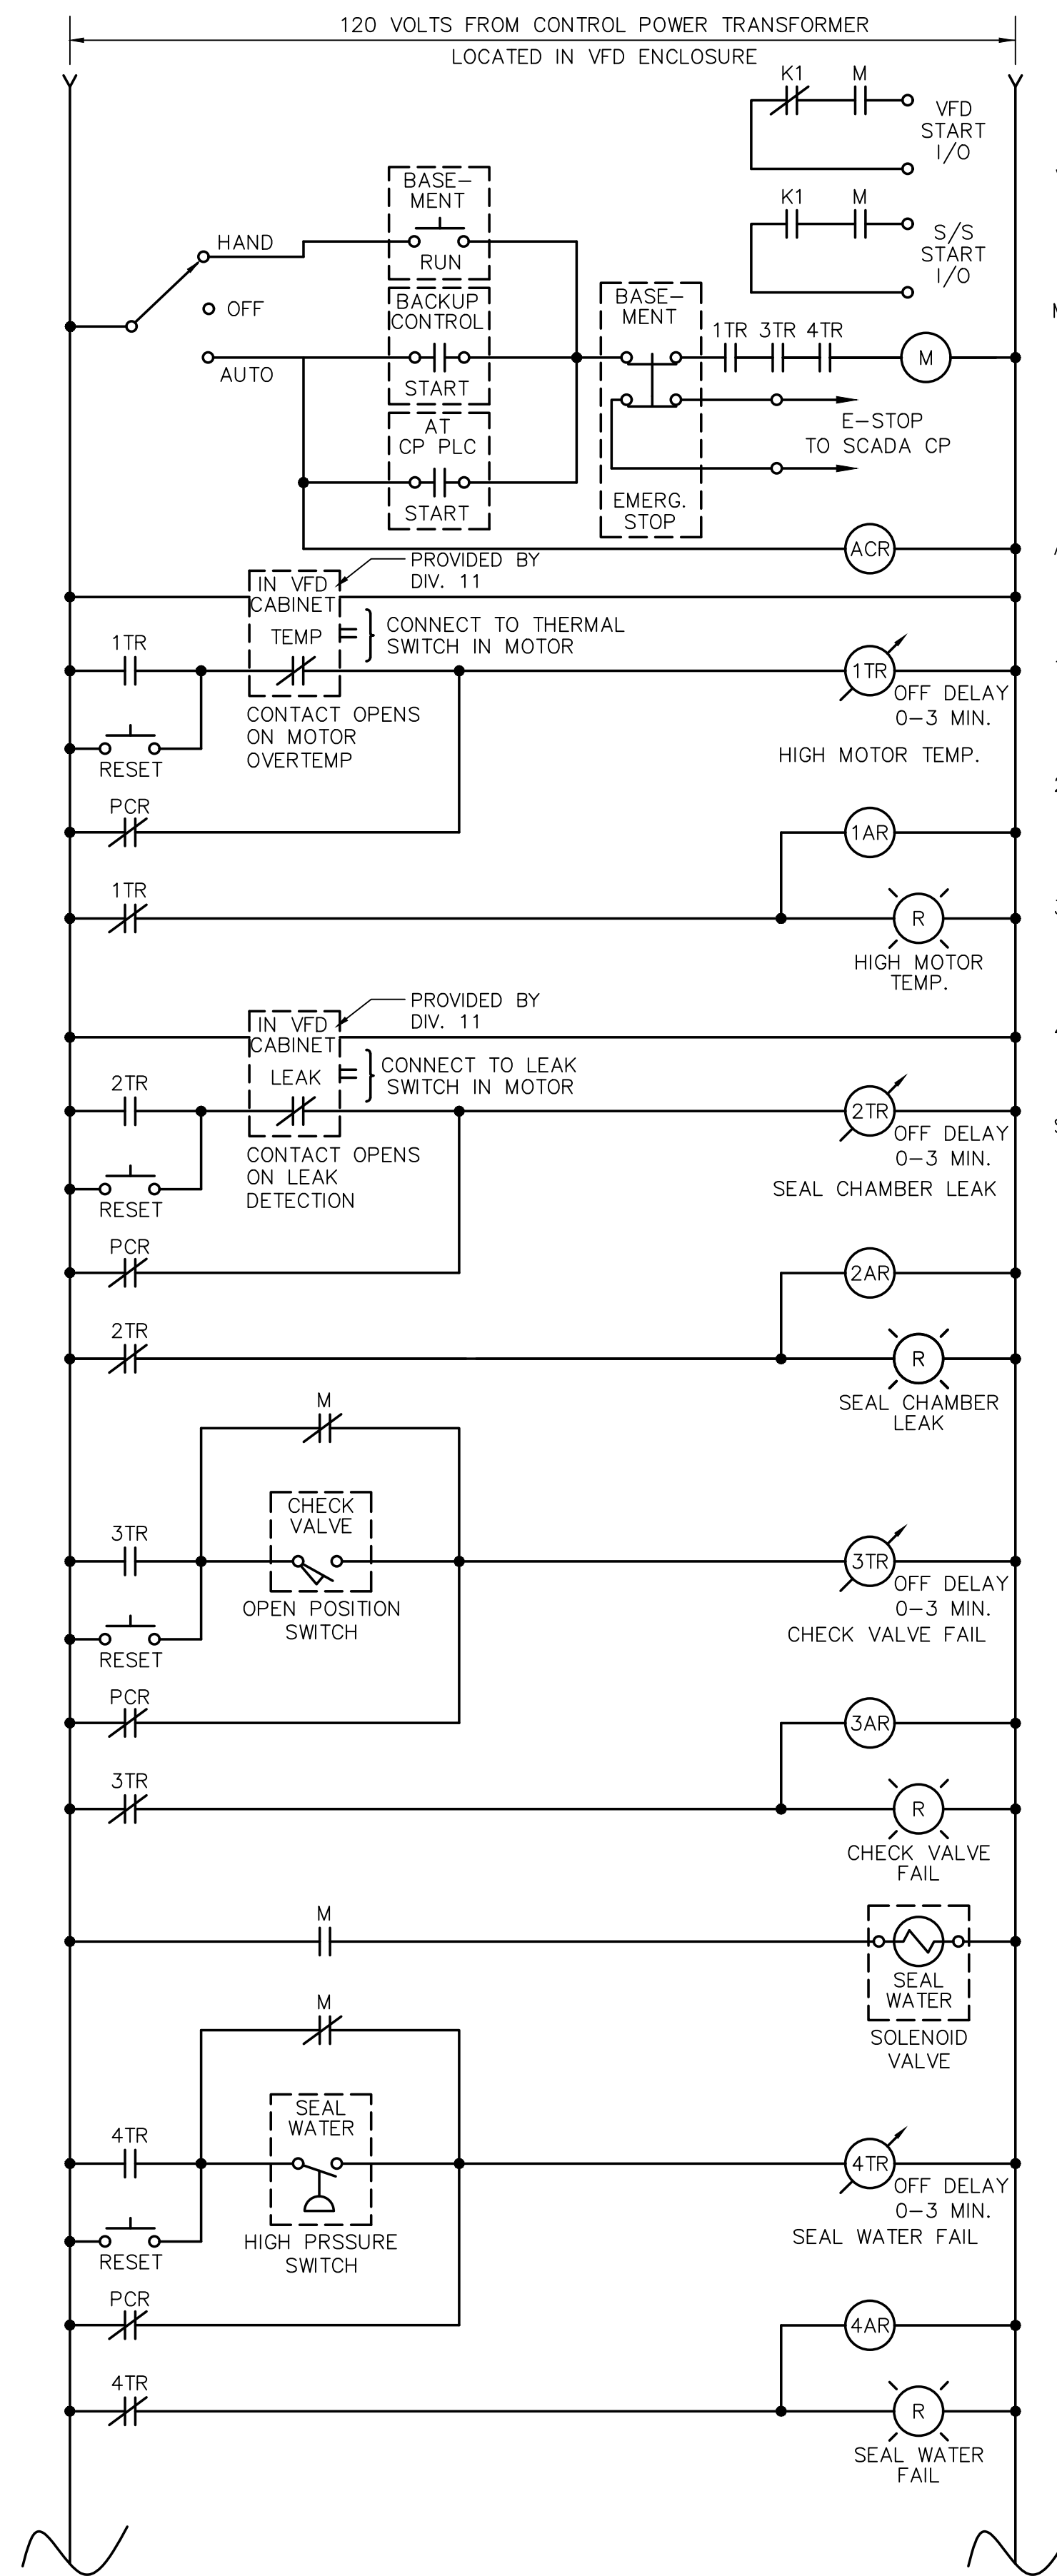 120 VOLTS FROM CONTROL POWER TRANSFORMER
LOCATED IN VFD ENCLOSURE
K1 M
VFD
START
I/O
K1 M
S/S
START
I/O
BASE–
MENT
RUN
HAND
OFF
AUTO
BACKUP
CONTROL
START
AT
CP PLC
START
BASE–
MENT
EMERG.
STOP
1TR 3TR 4TR
M
E–STOP
TO SCADA CP
ACR
PROVIDED BY
DIV. 11
IN VFD
CABINET
TEMP
CONNECT TO THERMAL
SWITCH IN MOTOR
1TR
1TR
OFF DELAY
0–3 MIN.
CONTACT OPENS
ON MOTOR
OVERTEMP
RESET
HIGH MOTOR TEMP.
PCR
1AR
1TR
R
HIGH MOTOR
TEMP.
PROVIDED BY
DIV. 11
IN VFD
CABINET
LEAK
CONNECT TO LEAK
SWITCH IN MOTOR
2TR
2TR
OFF DELAY
0–3 MIN.
CONTACT OPENS
ON LEAK
DETECTION
RESET
SEAL CHAMBER LEAK
PCR
2AR
2TR
R
SEAL CHAMBER
LEAK
M
CHECK
VALVE
3TR
3TR
OFF DELAY
0–3 MIN.
OPEN POSITION
SWITCH
CHECK VALVE FAIL
RESET
PCR
3AR
3TR
R
CHECK VALVE
FAIL
M
SEAL
WATER
SOLENOID
VALVE
M
SEAL
WATER
4TR
4TR
OFF DELAY
0–3 MIN.
SEAL WATER FAIL
HIGH PRSSURE
SWITCH
RESET
PCR
4AR
4TR
R
SEAL WATER
FAIL